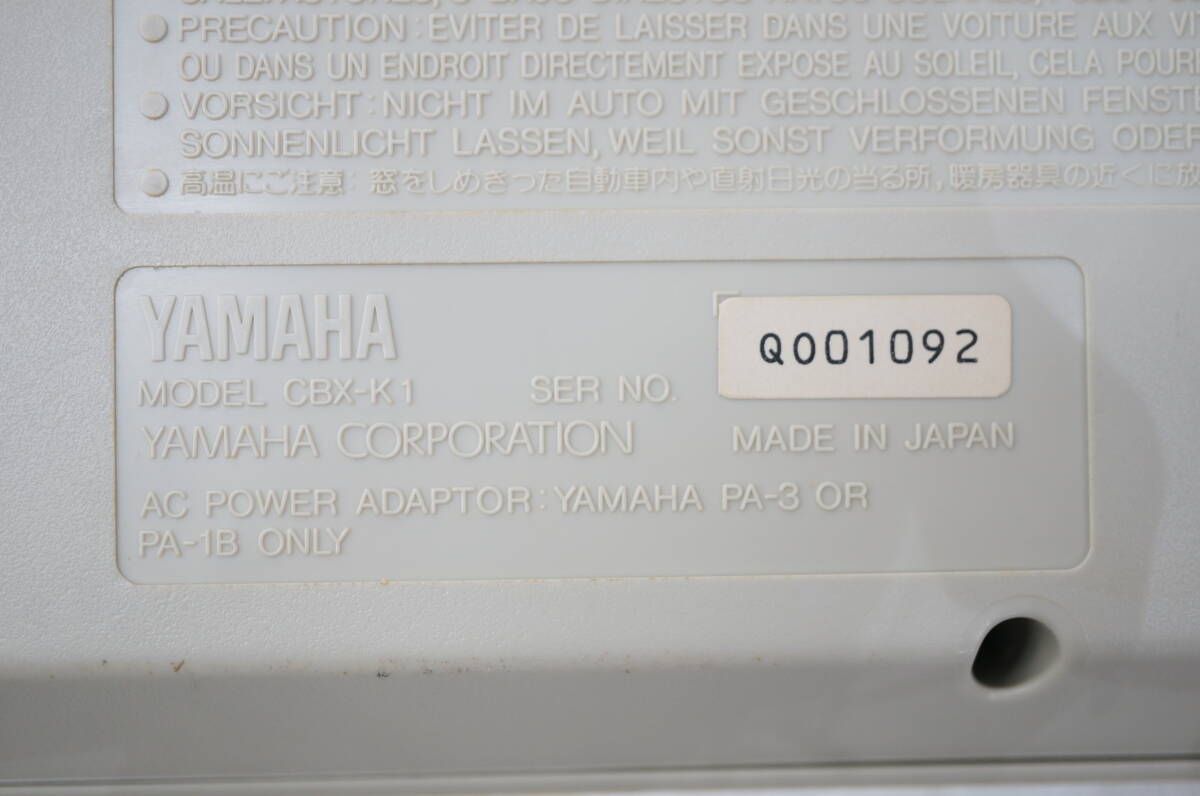 ● PRECAUTION : EVITER DE LAISSER DANS UNE VOITURE AUX
OU DANS UN ENDROIT DIRECTEMENT EXPOSE AU SOLEIL, CELA
● VORSICHT : NICHT IM AUTO MIT GESCHLOSSENEN
SONNENLICHT LASSEN, WEIL SONST VERFORMUNG ODER
● 高温にご注意：窓をしめきった自動車内や直射日光の当る所，暖房器具の近くに放
YAMAHA
Q001092
MODEL CBX-K1 SER NO.
YAMAHA CORPORATION MADE IN JAPAN
AC POWER ADAPTOR : YAMAHA PA-3 OR
PA-1B ONLY